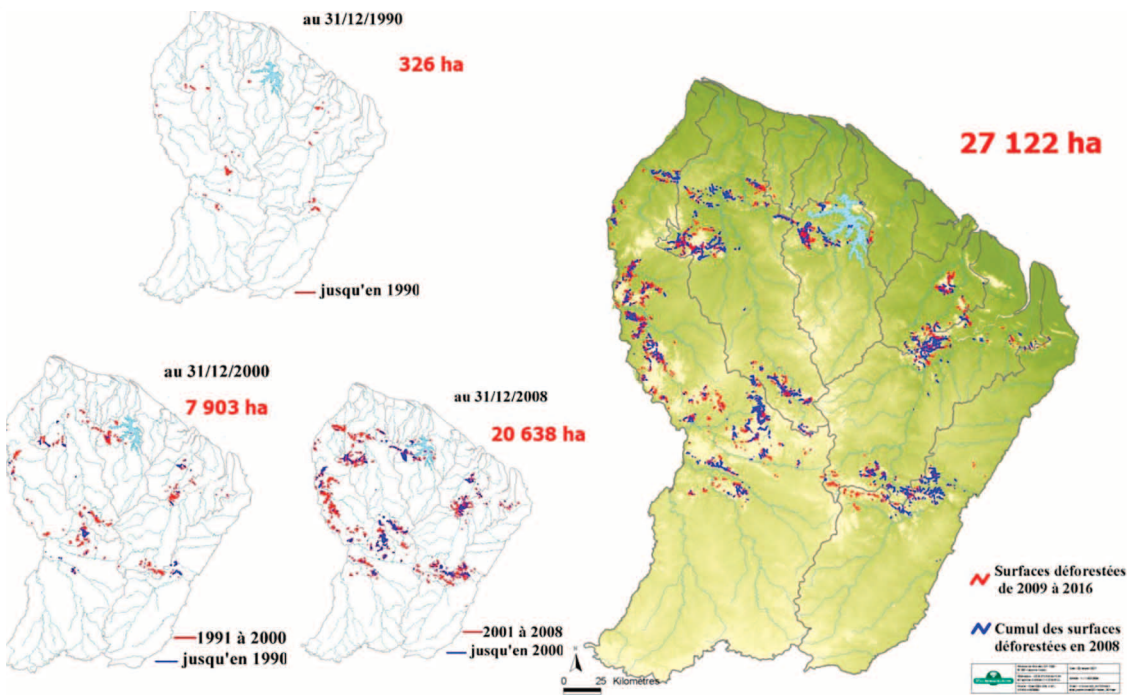 au 31/12/1990
326 ha
jusqu'en 1990
au 31/12/2000
7 903 ha
1991 à 2000
jusqu'en 1990
au 31/12/2008
20 638 ha
2001 à 2008
jusqu'en 2000
27 122 ha
Surfaces déforestées
de 2009 à 2016
Cumul des surfaces
déforestées en 2008
N
Kilomètres
0 25